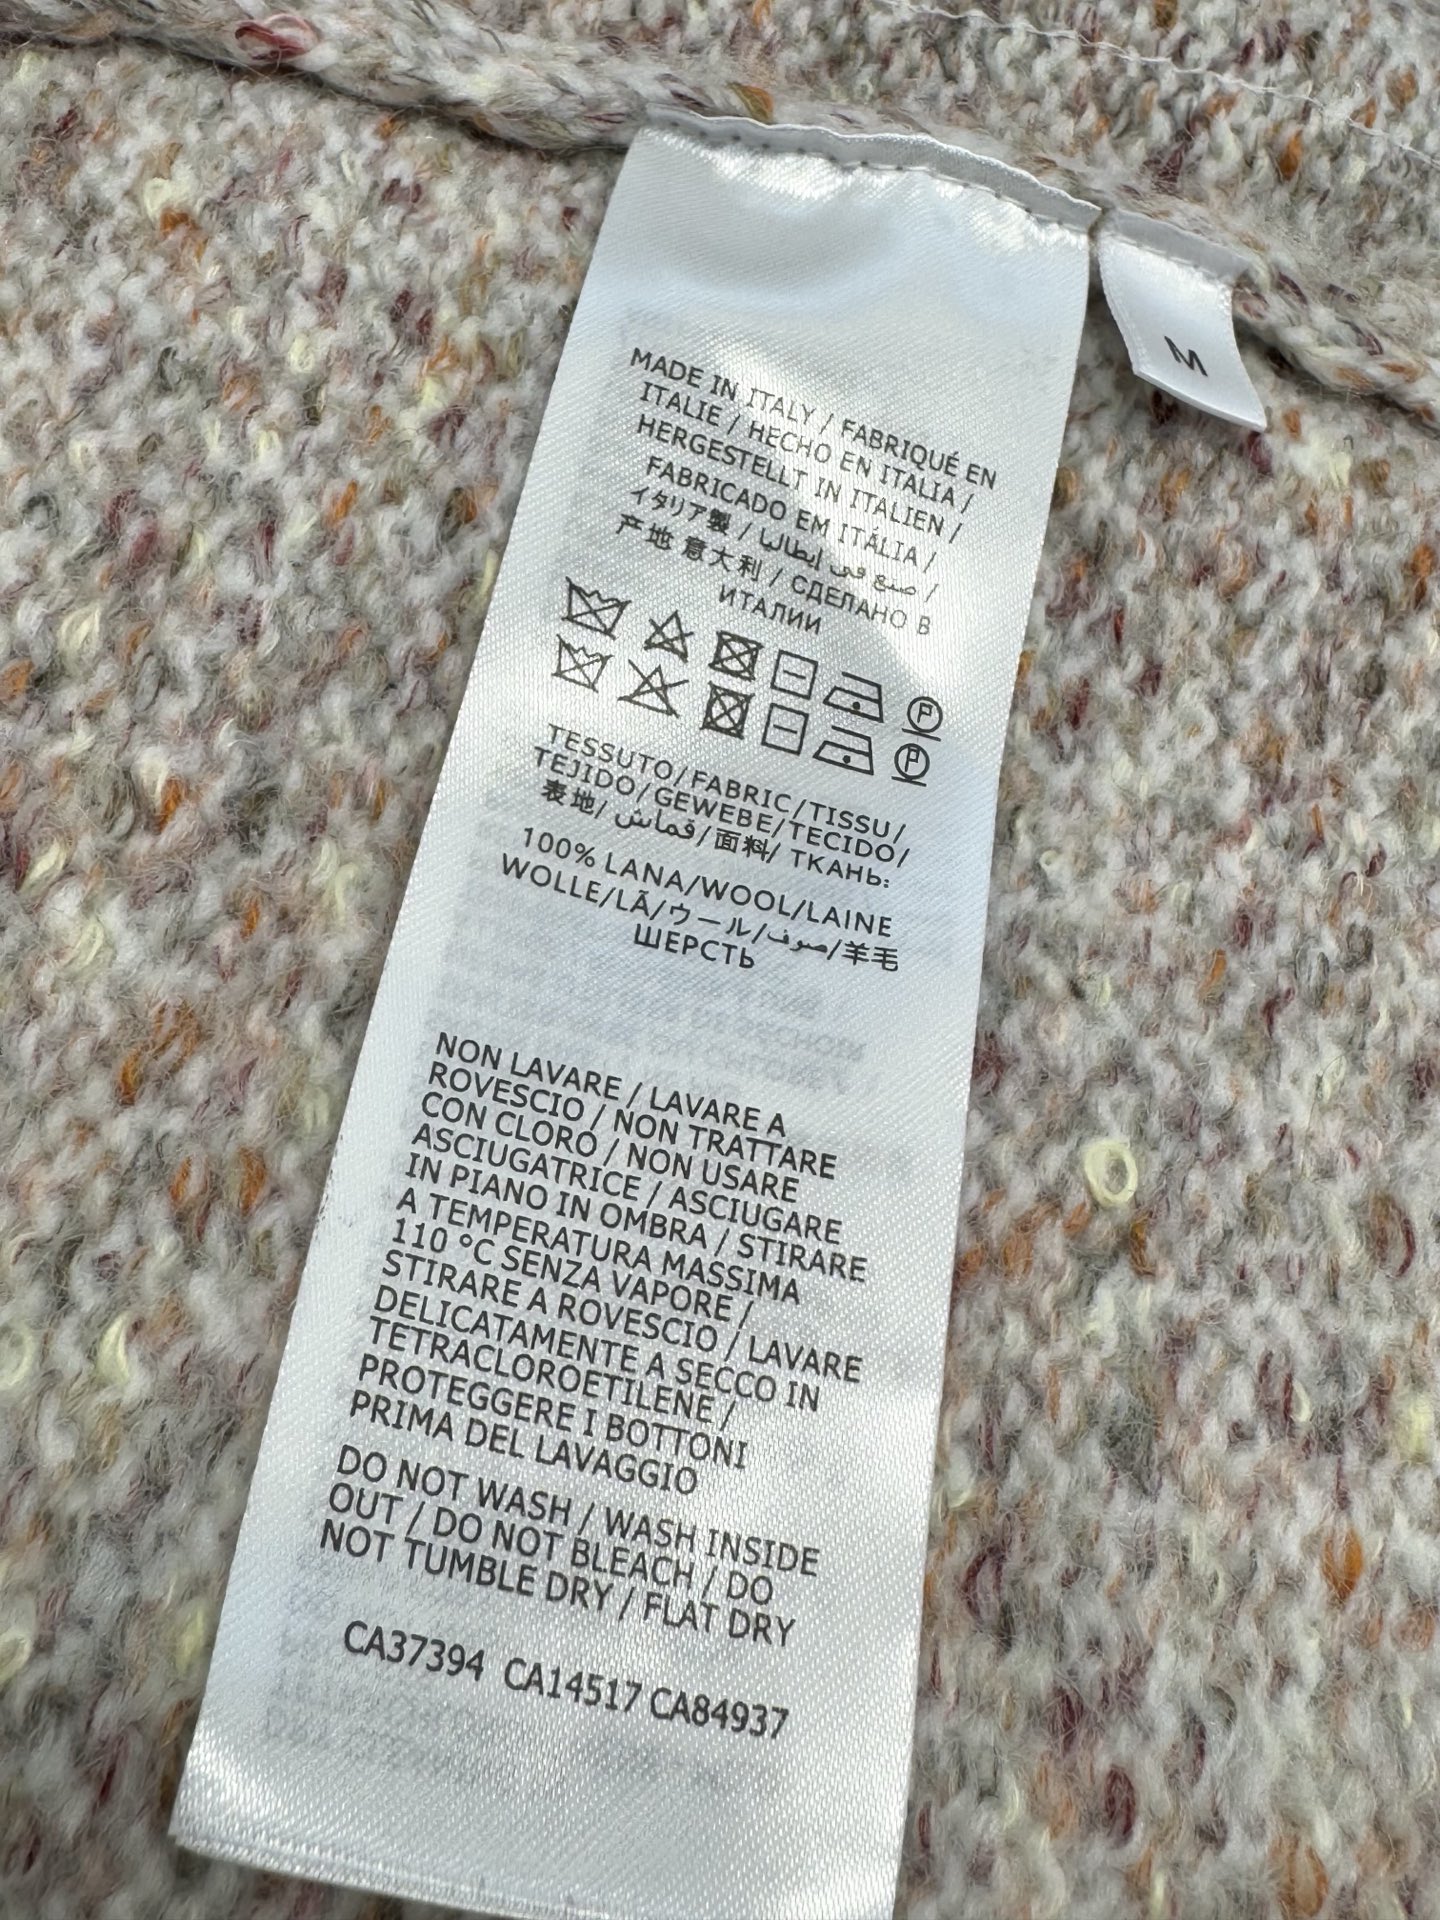 M
MADE IN ITALY / FABRIQUÉ EN
ITALIE / HECHO EN ITALIA /
HERGESTELLT IN ITALIEN /
FABRICADO EM ITÁLIA /
イタリア製 / صنع في إيطاليا /
产地 意大利 / СДЕЛАНО В
ИТАЛИИ
P
P
TESSUTO/FABRIC/TISSU/
TEJIDO/GEWEBE/TECIDO/
表地/قماش/面料/ ТКАНЬ:
100% LANA/WOOL/LAINE
WOLLE/LÃ/ウール/صوف/羊毛
ШЕРСТЬ
NON LAVARE / LAVARE A
ROVESCIO / NON TRATTARE
CON CLORO / NON USARE
ASCIUGATRICE / ASCIUGARE
IN PIANO IN OMBRA / STIRARE
A TEMPERATURA MASSIMA
110 °C SENZA VAPORE /
STIRARE A ROVESCIO / LAVARE
DELICATAMENTE A SECCO IN
TETRACLOROETILENE /
PROTEGGERE I BOTTONI
PRIMA DEL LAVAGGIO
DO NOT WASH / WASH INSIDE
OUT / DO NOT BLEACH / DO
NOT TUMBLE DRY / FLAT DRY
CA37394 CA14517 CA84937